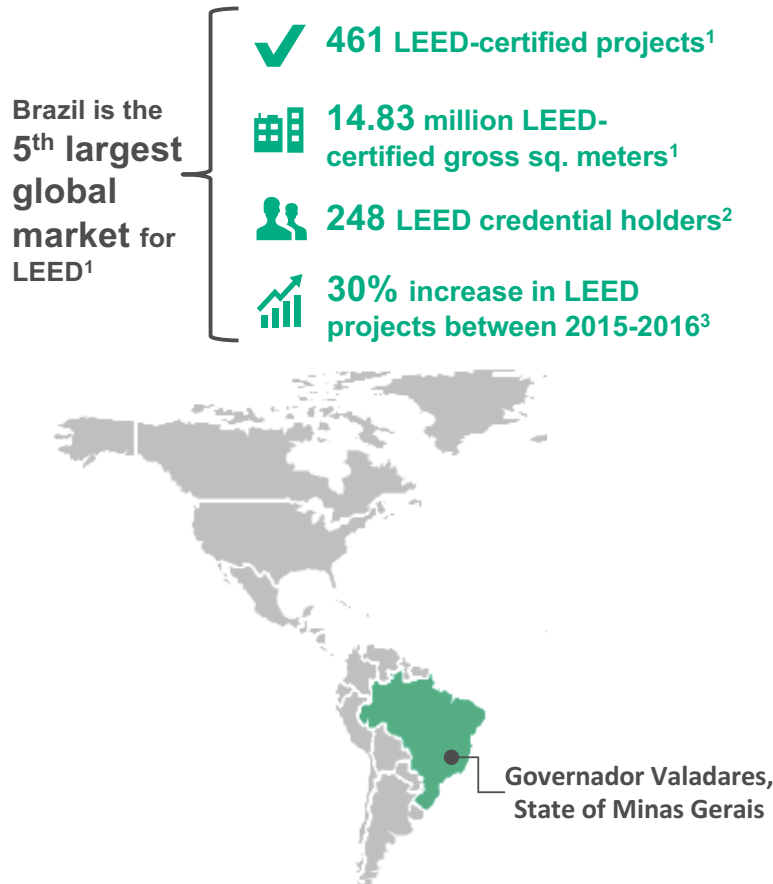 Brazil is the
5th largest
global
market for
LEED1
461 LEED-certified projects1
14.83 million LEED-
certified gross sq. meters1
248 LEED credential holders2
30% increase in LEED
projects between 2015-20163
Governador Valadares,
State of Minas Gerais